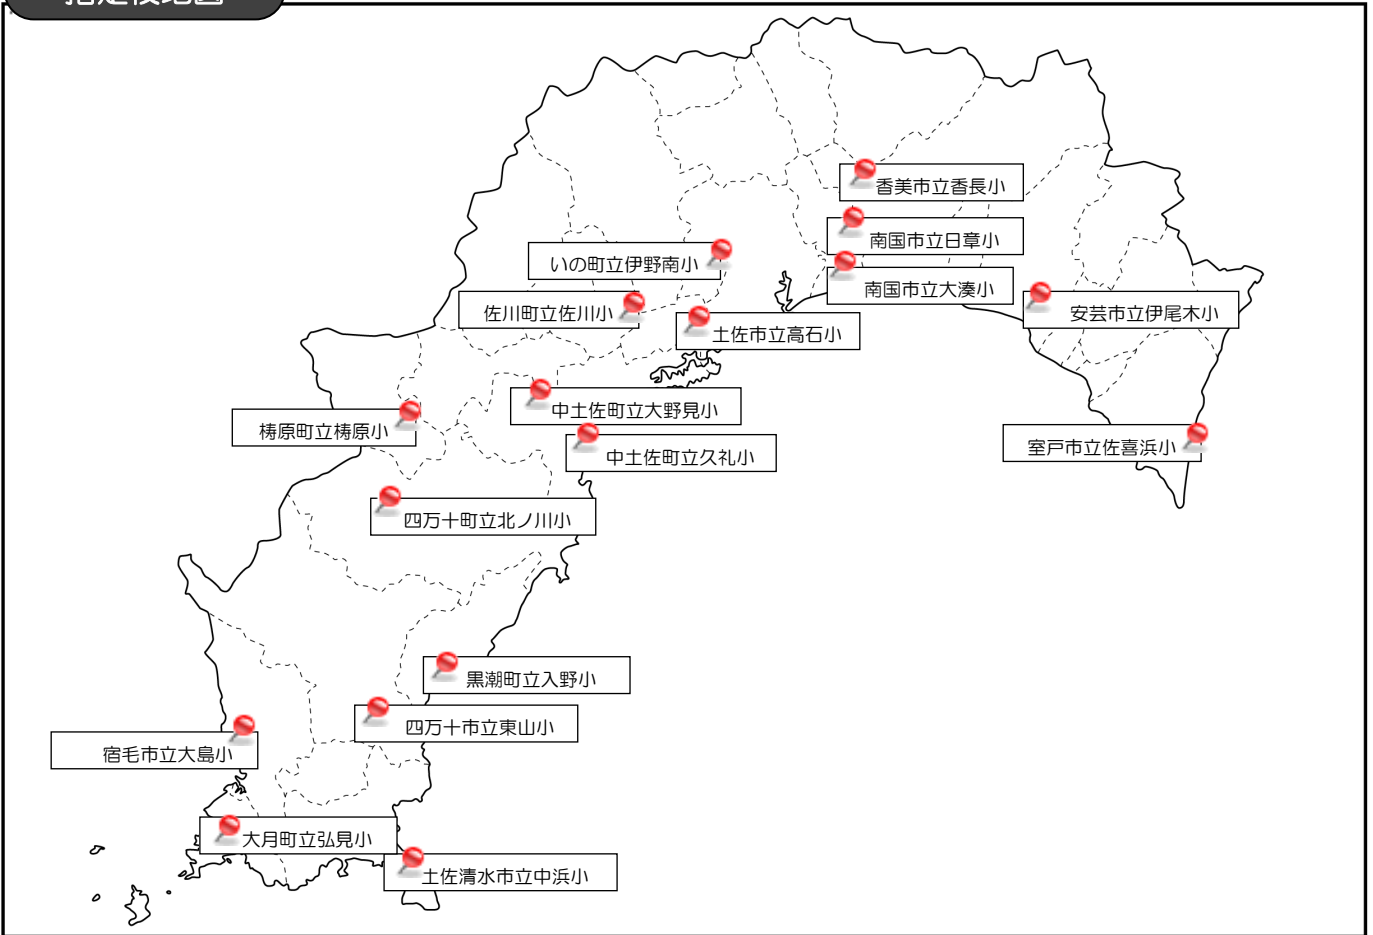 指定校地図
香美市立香長小
南国市立日章小
いの町立伊野南小
南国市立大湊小
佐川町立佐川小
安芸市立伊尾木小
土佐市立高石小
中土佐町立大野見小
梼原町立梼原小
室戸市立佐喜浜小
中土佐町立久礼小
四万十町立北ノ川小
黒潮町立入野小
四万十市立東山小
宿毛市立大島小
大月町立弘見小
土佐清水市立中浜小